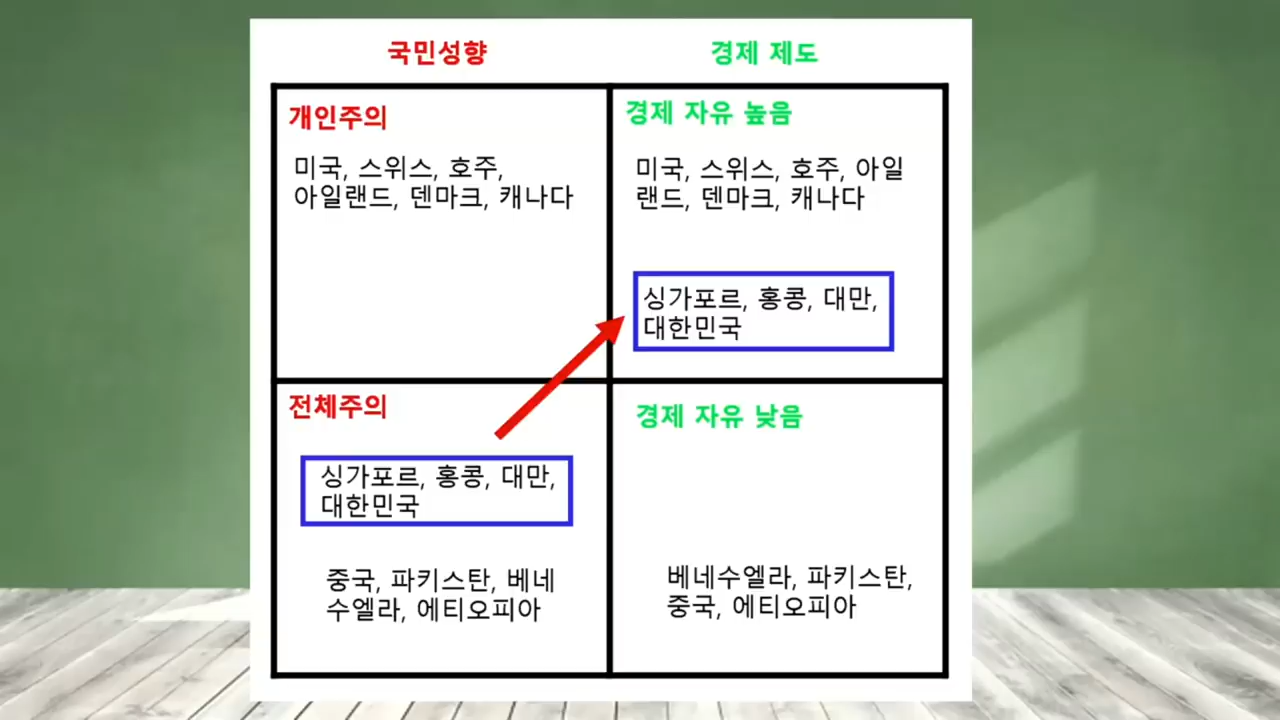 국민성향
경제 제도
개인주의
미국, 스위스, 호주,
아일랜드, 덴마크, 캐나다
경제 자유 높음
미국, 스위스, 호주, 아일
랜드, 덴마크, 캐나다
싱가포르, 홍콩, 대만,
대한민국
전체주의
싱가포르, 홍콩, 대만,
대한민국
중국, 파키스탄, 베네
수엘라, 에티오피아
경제 자유 낮음
베네수엘라, 파키스탄,
중국, 에티오피아